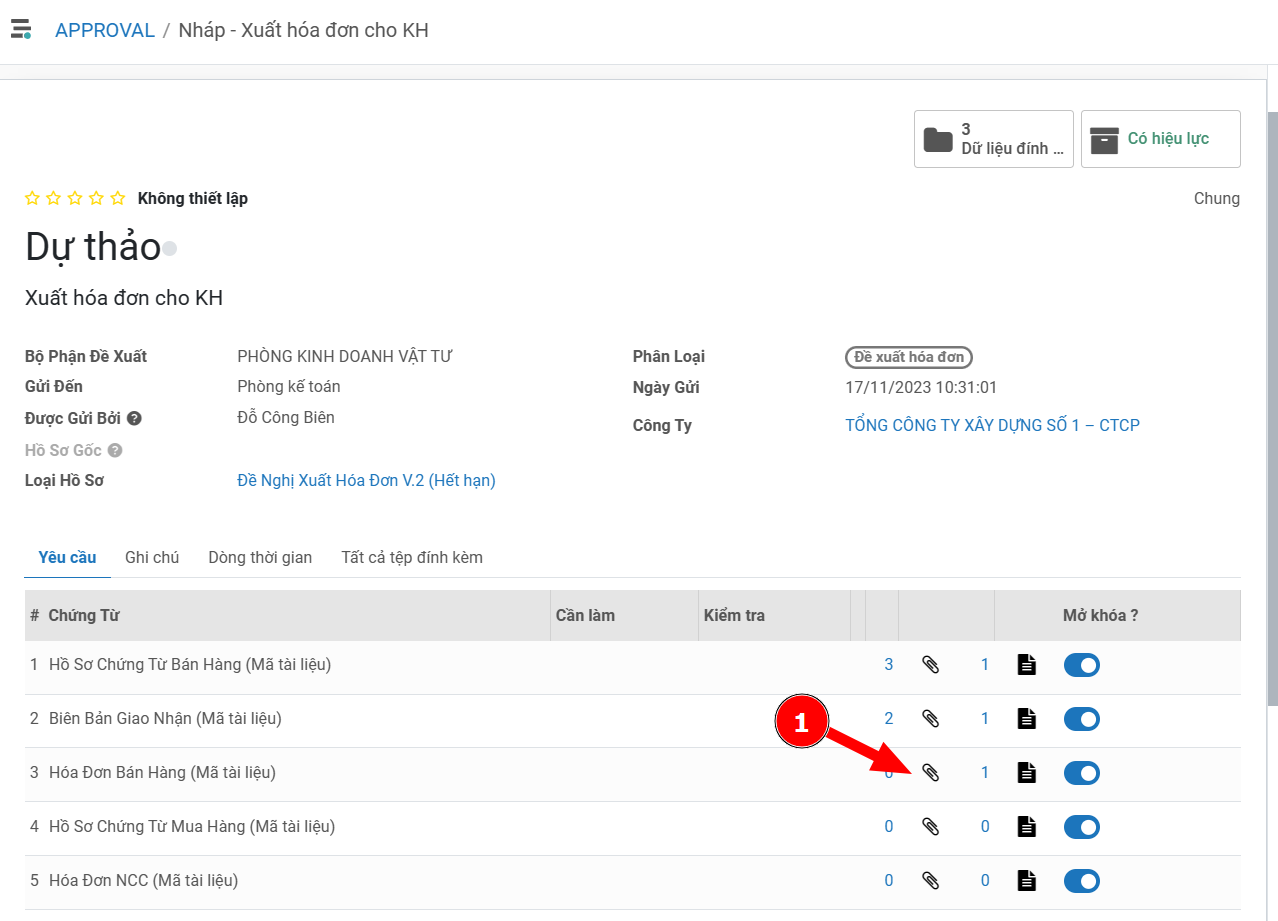 APPROVAL / Nháp - Xuất hóa đơn cho KH
3
Dữ liệu đính ...
Có hiệu lực
Không thiết lập
Chung
Dự thảo
Xuất hóa đơn cho KH
Bộ Phận Đề Xuất PHÒNG KINH DOANH VẬT TƯ
Phân Loại Đề xuất hóa đơn
Gửi Đến Phòng kế toán
Ngày Gửi 17/11/2023 10:31:01
Được Gửi Bởi ? Đỗ Công Biên
Công Ty TỔNG CÔNG TY XÂY DỰNG SỐ 1 – CTCP
Hồ Sơ Gốc ?
Loại Hồ Sơ Đề Nghị Xuất Hóa Đơn V.2 (Hết hạn)
Yêu cầu Ghi chú Dòng thời gian Tất cả tệp đính kèm
# Chứng Từ Cần làm Kiểm tra Mở khóa ?
1 Hồ Sơ Chứng Từ Bán Hàng (Mã tài liệu) 3 1
2 Biên Bản Giao Nhận (Mã tài liệu) 2 1
1
3 Hóa Đơn Bán Hàng (Mã tài liệu) 0 1
4 Hồ Sơ Chứng Từ Mua Hàng (Mã tài liệu) 0 0
5 Hóa Đơn NCC (Mã tài liệu) 0 0